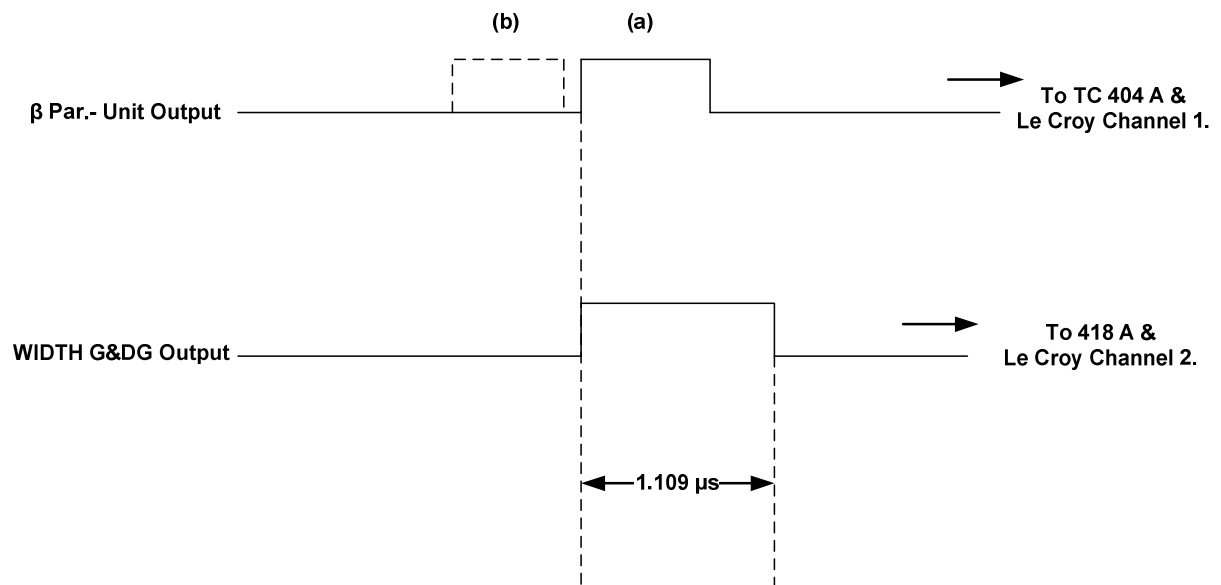 (b) (a)
β Par.- Unit Output
To TC 404 A &
Le Croy Channel 1.
WIDTH G&DG Output
To 418 A &
Le Croy Channel 2.
1.109 µs